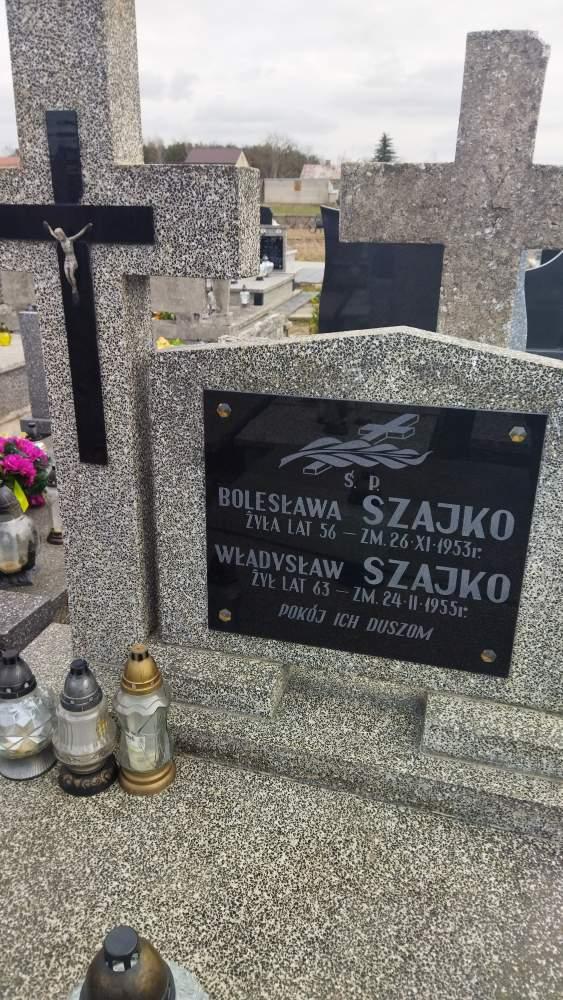 Ś. P.
BOLESŁAWA SZAJKO
ŻYŁA LAT 56 — ZM. 26·XI·1953r.
WŁADYSŁAW SZAJKO
ŻYŁ LAT 63 — ZM. 24·II·1955r.
POKÓJ ICH DUSZOM